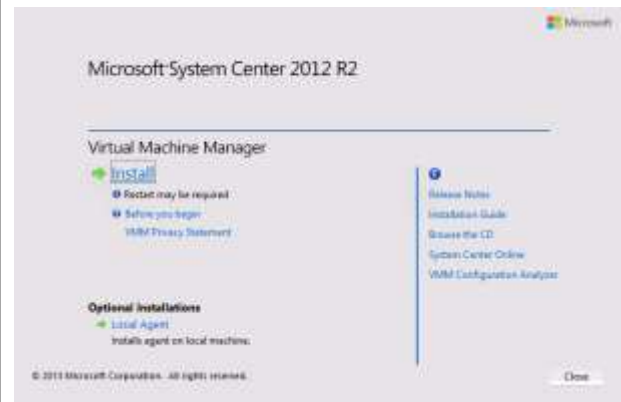 Microsoft
Microsoft System Center 2012 R2
Virtual Machine Manager
Install
Restart may be required
Before you begin
VMM Privacy Statement
Release Notes
Installation Guide
Browse the CD
System Center Online
VMM Configuration Analyzer
Optional Installations
Local Agent
Installs agent on local machine.
© 2013 Microsoft Corporation. All rights reserved.
Close